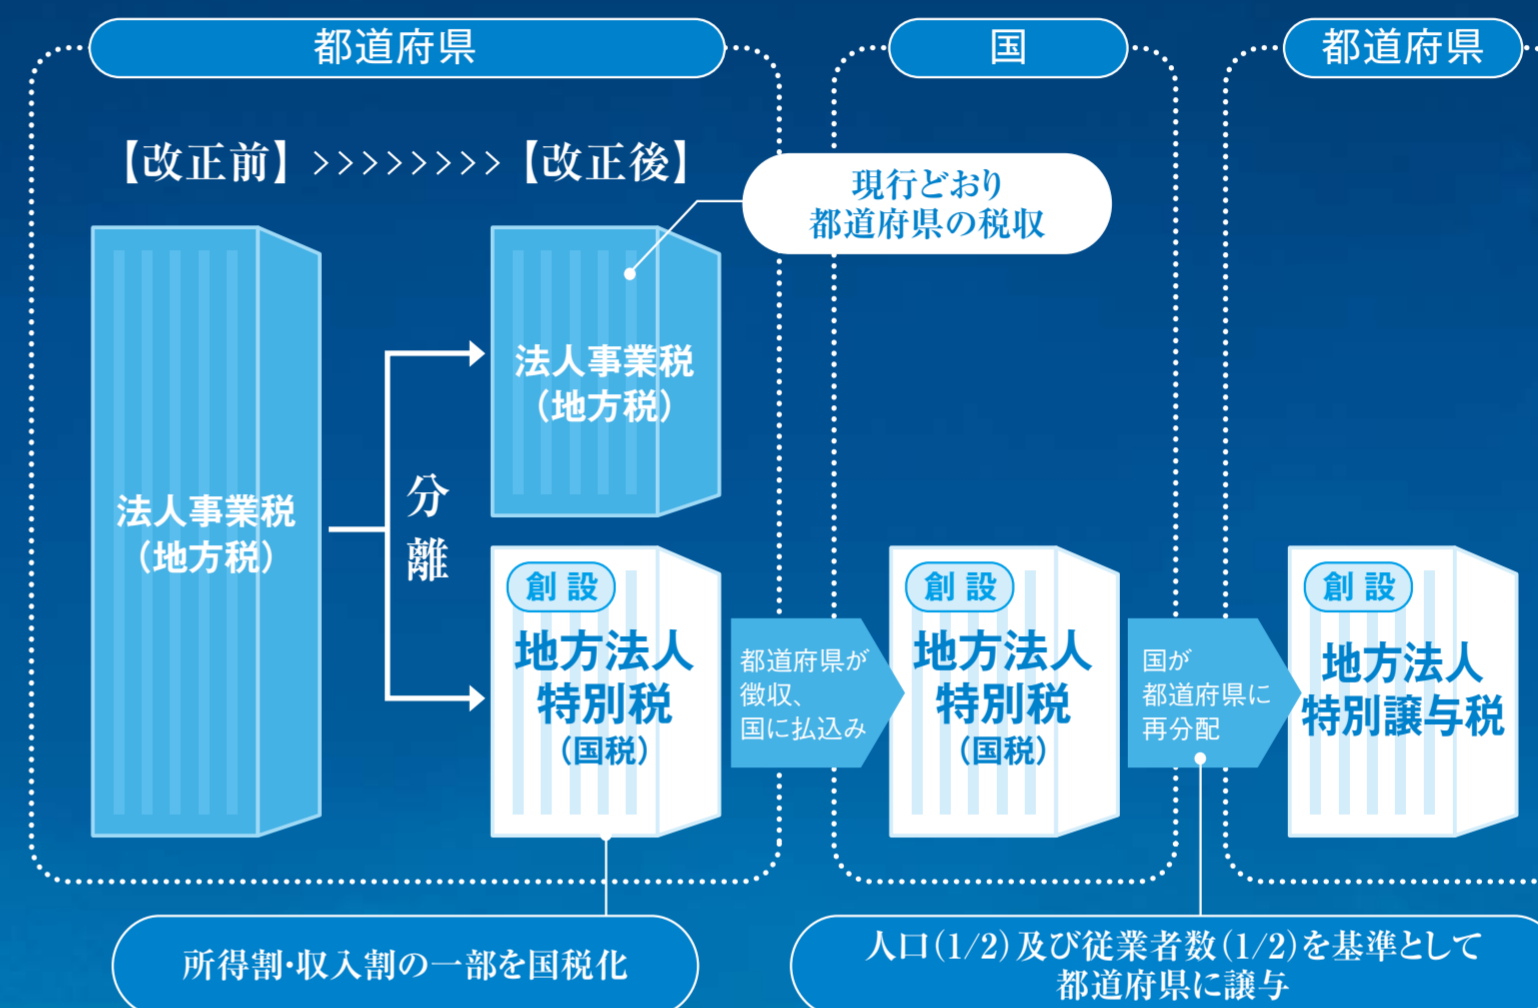 都道府県
国
都道府県
【改正前】>>>>>>>>【改正後】
現行どおり
都道府県の税収
法人事業税
(地方税)
分
離
法人事業税
(地方税)
創設
地方法人
特別税
(国税)
都道府県が
徴収、
国に払込み
創設
地方法人
特別税
(国税)
国が
都道府県に
再分配
創設
地方法人
特別譲与税
所得割・収入割の一部を国税化
人口(1/2)及び従業者数(1/2)を基準として
都道府県に譲与